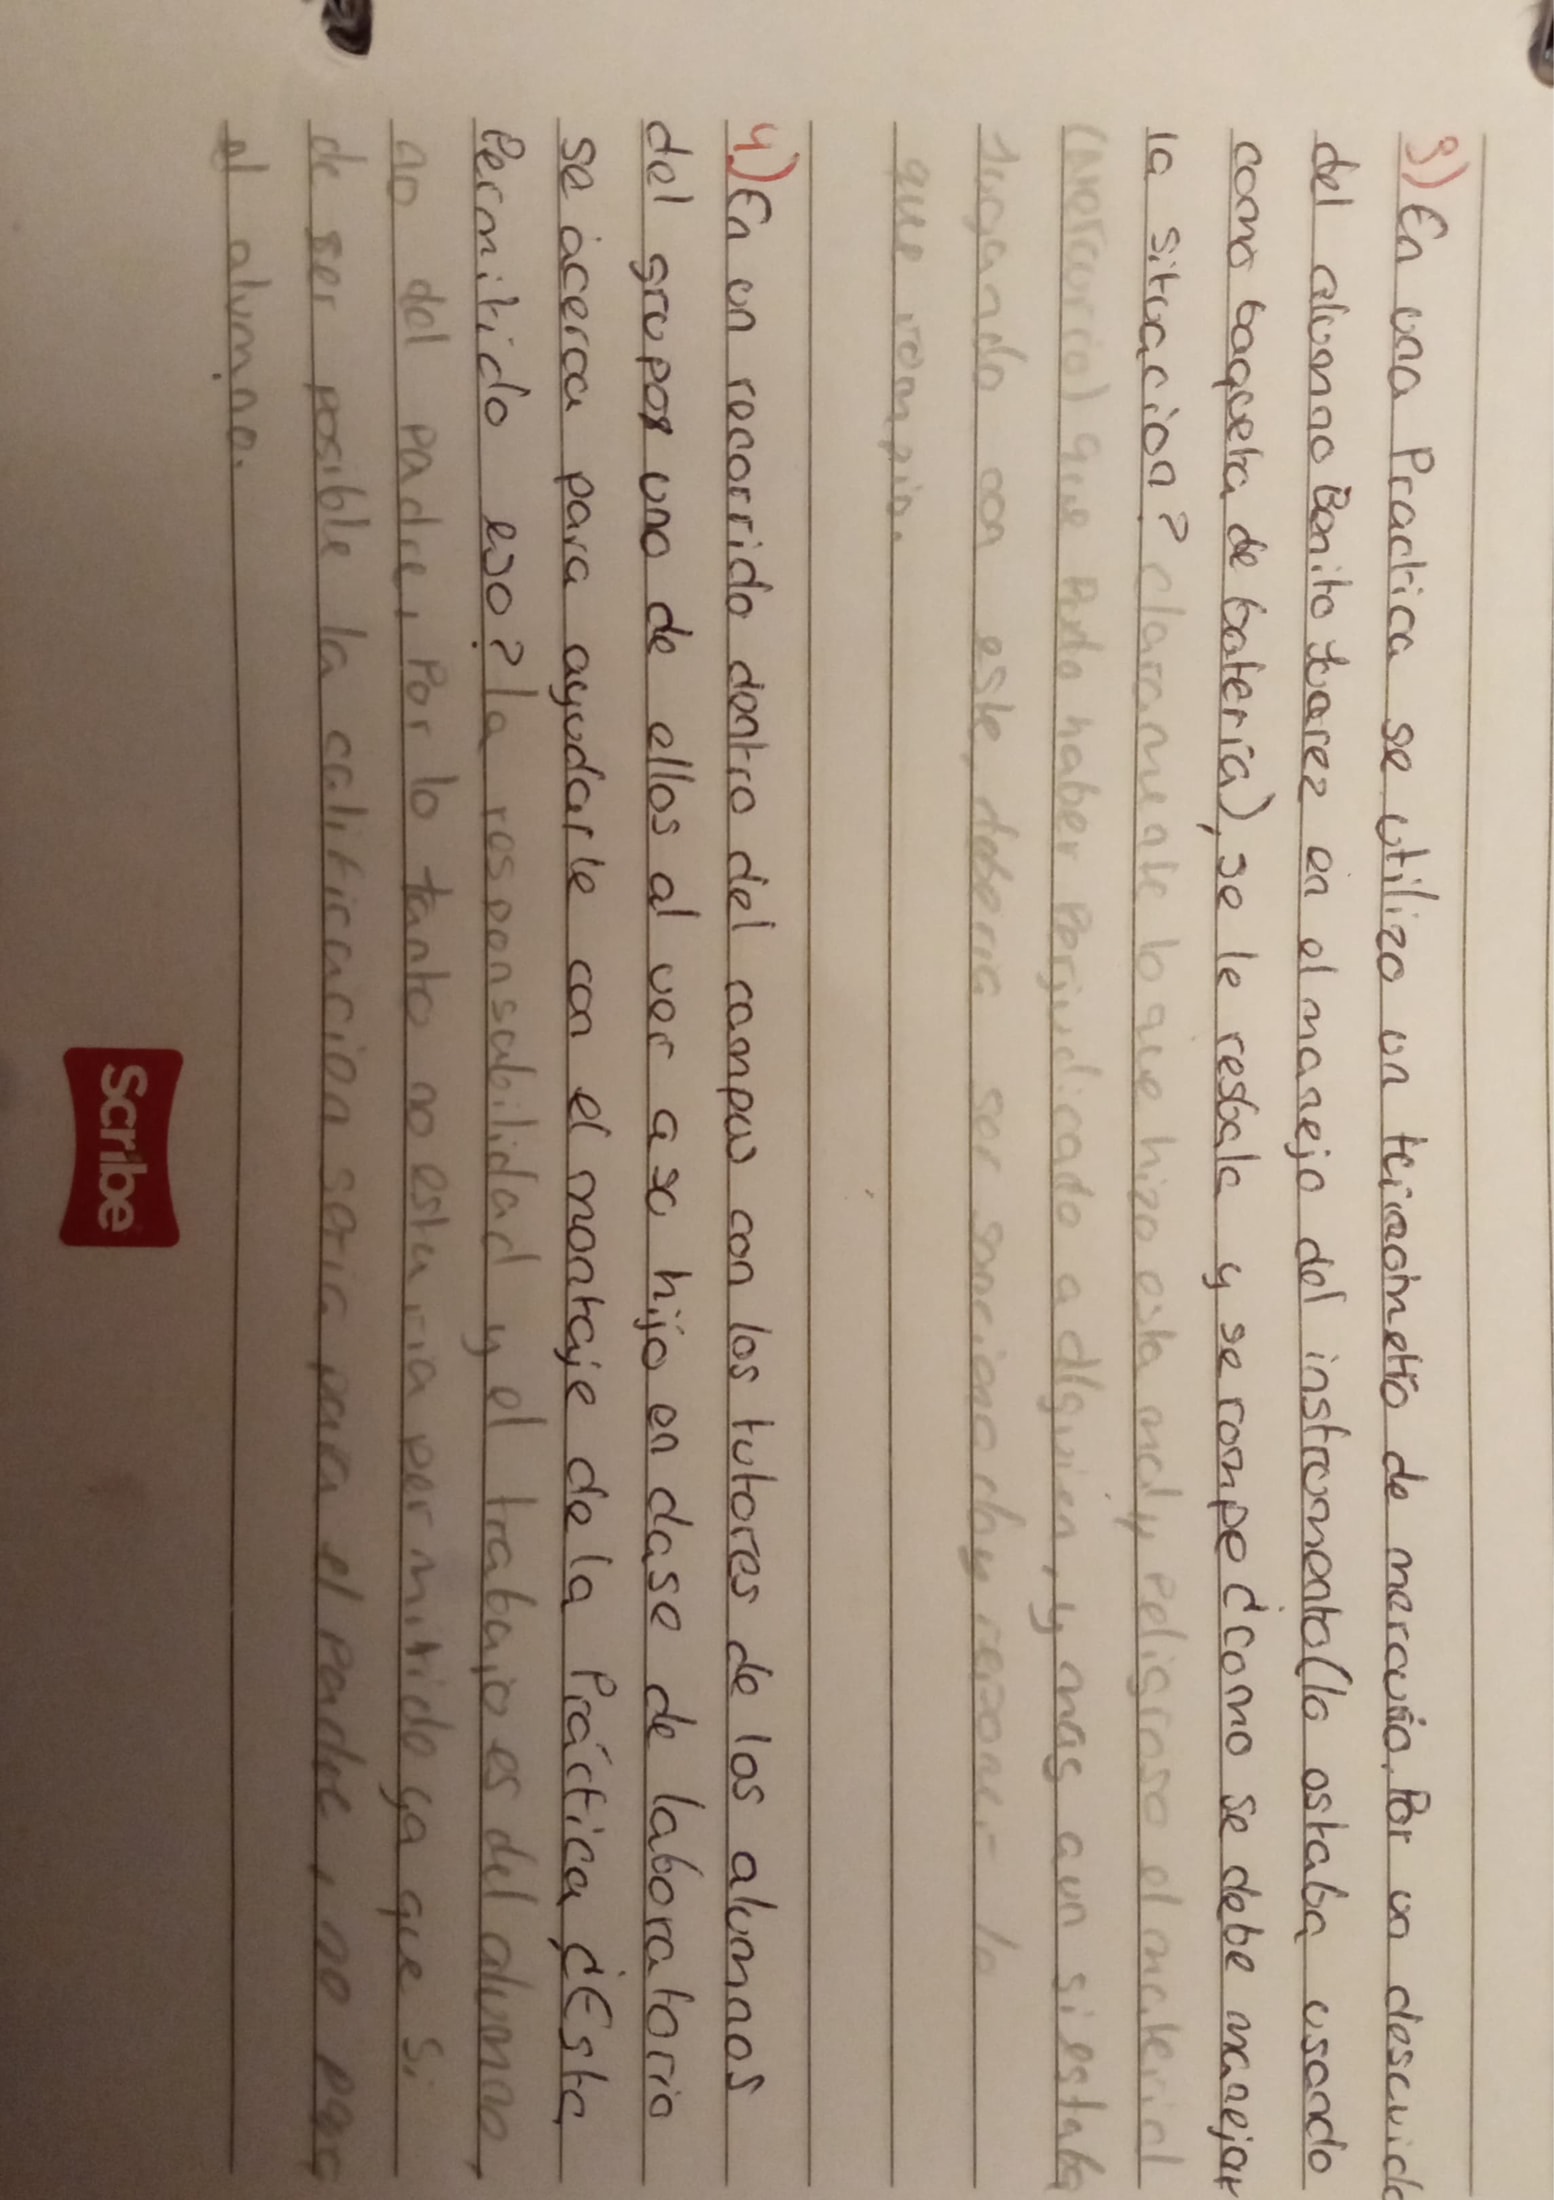 3) En una Practica se utilizo un termometro de mercurio. Por un descuido
del alumno Benito Juarez en el manejo del instrumento (lo estaba usando
como baqueta de bateria), se le resbala y se rompe ¿como se debe manejar
la situacion? claramente lo que hizo esta mal y peligroso el material
(mercurio) que pudo haber perjudicado a alguien, y mas aun si estaba
jugando con este, deberia ser sancionado y reponer lo
que rompio.
4) En un recorrido dentro del campus con los tutores de los alumnos
del grupo uno de ellos al ver a so hijo en clase de laboratorio
se acerca para ayudarle con el montaje de la Práctica ¿Esta
Permitido eso? la responsabilidad y el trabajo es del alumno,
no del padre, Por lo tanto no estaria permitido ya que si
de ser posible la calificacion seria para el padre, no para
el alumno.
Scribe